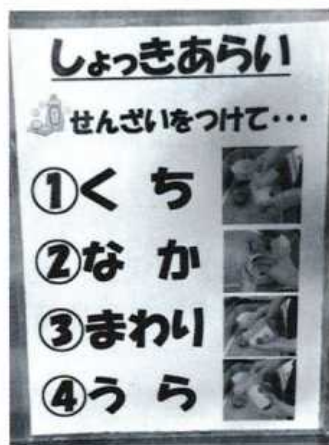 しょっきあらい
せんざいをつけて・・・
①くち
②なか
③まわり
④うら